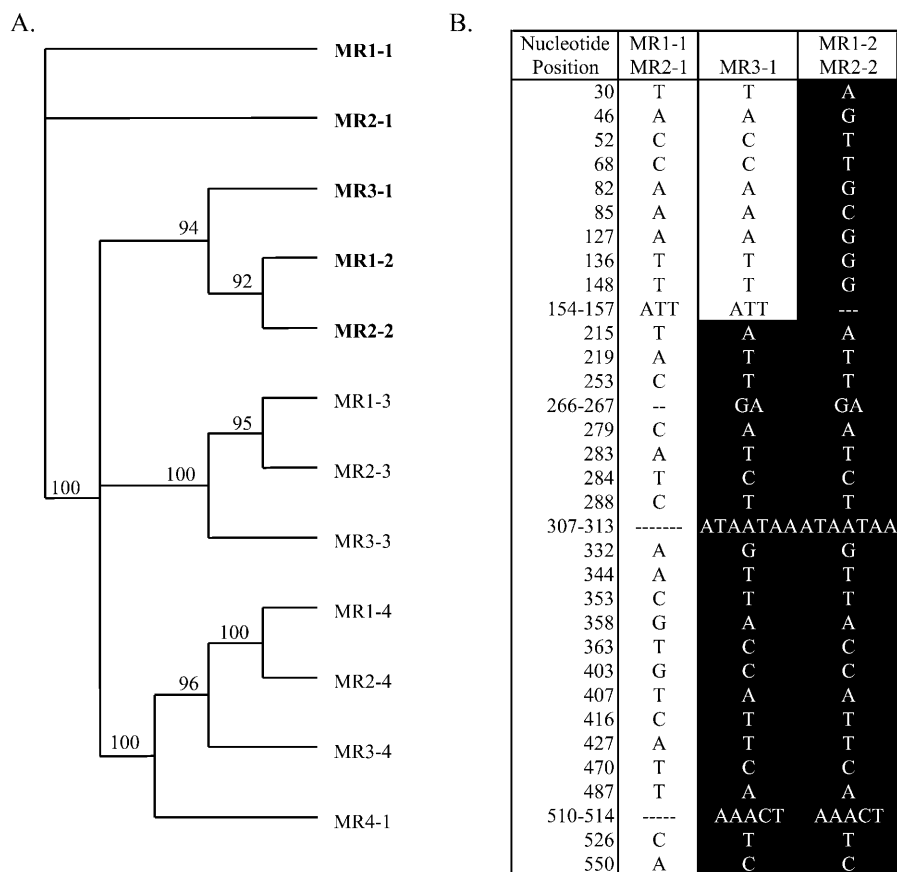 A.
MR1-1
MR2-1
MR3-1
94
MR1-2
92
MR2-2
MR1-3
95
MR2-3
100
100
MR3-3
MR1-4
100
MR2-4
96
MR3-4
100
MR4-1
B.
Nucleotide MR1-1 MR1-2
Position MR2-1 MR3-1 MR2-2
30 T T A
46 A A G
52 C C T
68 C C T
82 A A G
85 A A C
127 A A G
136 T T G
148 T T G
154-157 ATT ATT ---
215 T A A
219 A T T
253 C T T
266-267 -- GA GA
279 C A A
283 A T T
284 T C C
288 C T T
307-313 ------- ATAATAA ATAATAA
332 A G G
344 A T T
353 C T T
358 G A A
363 T C C
403 G C C
407 T A A
416 C T T
427 A T T
470 T C C
487 T A A
510-514 ----- AAACT AAACT
526 C T T
550 A C C